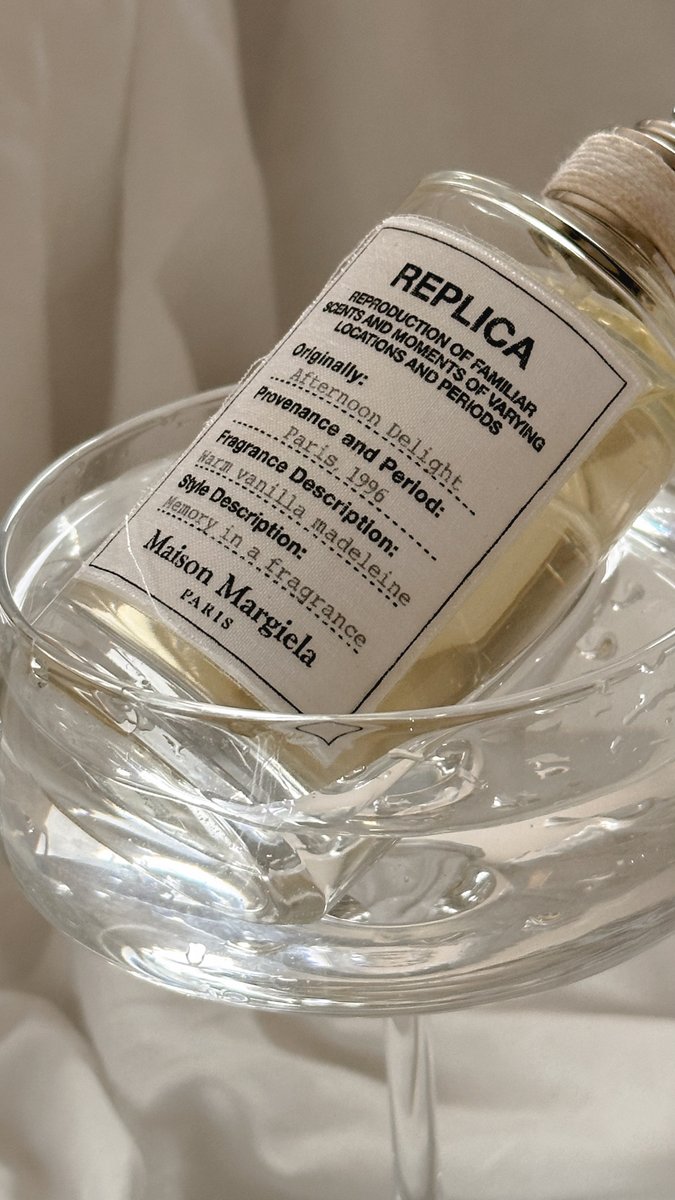 REPLICA
REPRODUCTION OF FAMILIAR
SCENTS AND MOMENTS OF VARYING
LOCATIONS AND PERIODS
Originally:
Afternoon Delight
Provenance and Period:
Paris, 1996
Fragrance Description:
Warm vanilla madeleine
Style Description:
Memory in a fragrance
Maison Margiela
PARIS